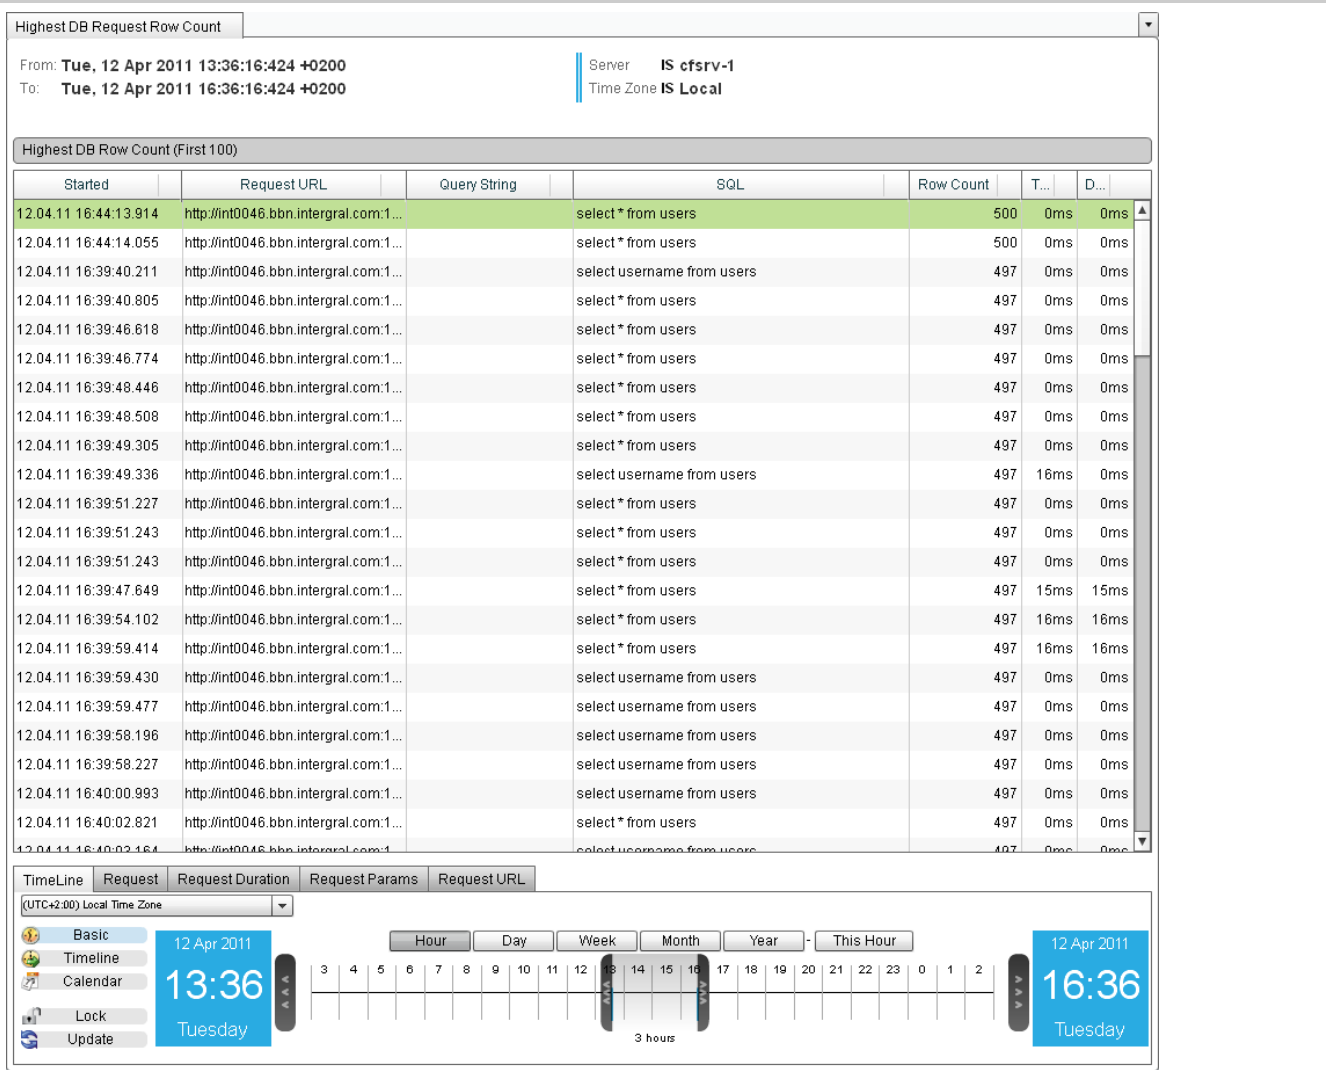 Highest DB Request Row Count
From: Tue, 12 Apr 2011 13:36:16:424 +0200 Server IS cfsrv-1
To: Tue, 12 Apr 2011 16:36:16:424 +0200 Time Zone IS Local
Highest DB Row Count (First 100)
Started Request URL Query String SQL Row Count T... D...
12.04.11 16:44:13.914 http://int0046.bbn.intergral.com:1... select * from users 500 0ms 0ms
12.04.11 16:44:14.055 http://int0046.bbn.intergral.com:1... select * from users 500 0ms 0ms
12.04.11 16:39:40.211 http://int0046.bbn.intergral.com:1... select username from users 497 0ms 0ms
12.04.11 16:39:40.805 http://int0046.bbn.intergral.com:1... select * from users 497 0ms 0ms
12.04.11 16:39:46.618 http://int0046.bbn.intergral.com:1... select * from users 497 0ms 0ms
12.04.11 16:39:46.774 http://int0046.bbn.intergral.com:1... select * from users 497 0ms 0ms
12.04.11 16:39:48.446 http://int0046.bbn.intergral.com:1... select * from users 497 0ms 0ms
12.04.11 16:39:48.508 http://int0046.bbn.intergral.com:1... select * from users 497 0ms 0ms
12.04.11 16:39:49.305 http://int0046.bbn.intergral.com:1... select * from users 497 0ms 0ms
12.04.11 16:39:49.336 http://int0046.bbn.intergral.com:1... select username from users 497 16ms 0ms
12.04.11 16:39:51.227 http://int0046.bbn.intergral.com:1... select * from users 497 0ms 0ms
12.04.11 16:39:51.243 http://int0046.bbn.intergral.com:1... select * from users 497 0ms 0ms
12.04.11 16:39:51.243 http://int0046.bbn.intergral.com:1... select * from users 497 0ms 0ms
12.04.11 16:39:47.649 http://int0046.bbn.intergral.com:1... select * from users 497 15ms 15ms
12.04.11 16:39:54.102 http://int0046.bbn.intergral.com:1... select * from users 497 16ms 16ms
12.04.11 16:39:59.414 http://int0046.bbn.intergral.com:1... select * from users 497 16ms 16ms
12.04.11 16:39:59.430 http://int0046.bbn.intergral.com:1... select username from users 497 0ms 0ms
12.04.11 16:39:59.477 http://int0046.bbn.intergral.com:1... select username from users 497 0ms 0ms
12.04.11 16:39:58.196 http://int0046.bbn.intergral.com:1... select username from users 497 0ms 0ms
12.04.11 16:39:58.227 http://int0046.bbn.intergral.com:1... select username from users 497 0ms 0ms
12.04.11 16:40:00.993 http://int0046.bbn.intergral.com:1... select username from users 497 0ms 0ms
12.04.11 16:40:02.821 http://int0046.bbn.intergral.com:1... select * from users 497 0ms 0ms
12.04.11 16:40:03.164 http://int0046.bbn.intergral.com:1... select username from users 497 0ms 0ms
TimeLine Request Request Duration Request Params Request URL
(UTC+2:00) Local Time Zone
Basic
Timeline
Calendar
Lock
Update
12 Apr 2011
13:36
Tuesday
Hour Day Week Month Year - This Hour
3 4 5 6 7 8 9 10 11 12 13 14 15 16 17 18 19 20 21 22 23 0 1 2
3 hours
12 Apr 2011
16:36
Tuesday